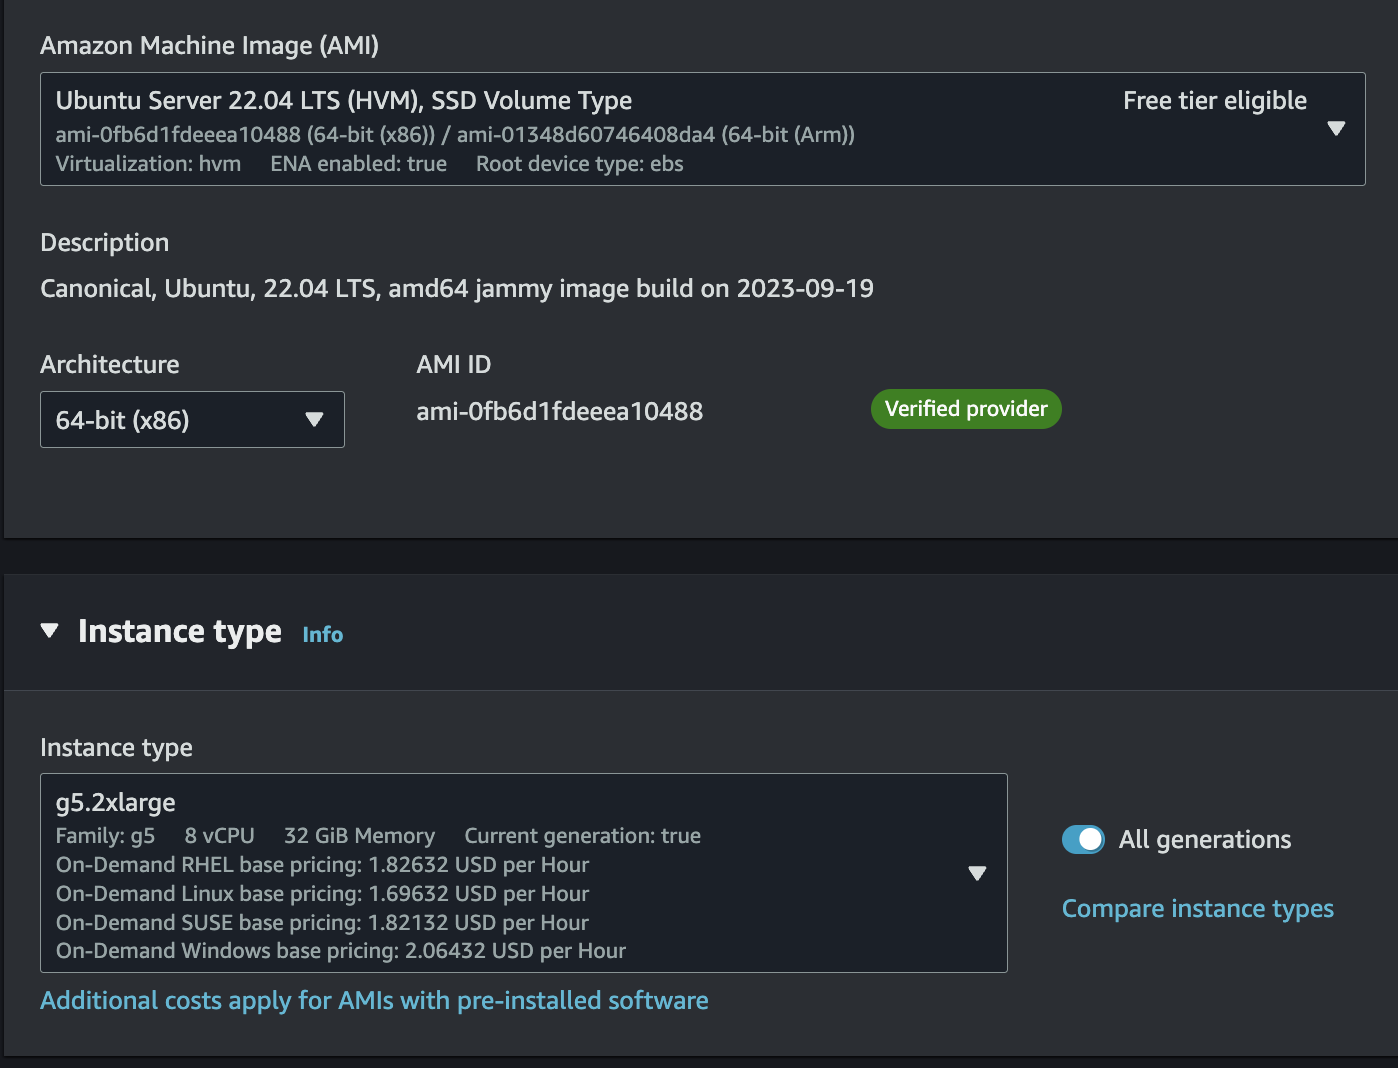 Amazon Machine Image (AMI)
Ubuntu Server 22.04 LTS (HVM), SSD Volume Type
Free tier eligible
ami-0fb6d1fdeeea10488 (64-bit (x86)) / ami-01348d60746408da4 (64-bit (Arm))
Virtualization: hvm ENA enabled: true Root device type: ebs
Description
Canonical, Ubuntu, 22.04 LTS, amd64 jammy image build on 2023-09-19
Architecture
AMI ID
64-bit (x86)
ami-0fb6d1fdeeea10488
Verified provider
Instance type Info
Instance type
g5.2xlarge
Family: g5 8 vCPU 32 GiB Memory Current generation: true
On-Demand RHEL base pricing: 1.82632 USD per Hour
On-Demand Linux base pricing: 1.69632 USD per Hour
On-Demand SUSE base pricing: 1.82132 USD per Hour
On-Demand Windows base pricing: 2.06432 USD per Hour
All generations
Compare instance types
Additional costs apply for AMIs with pre-installed software